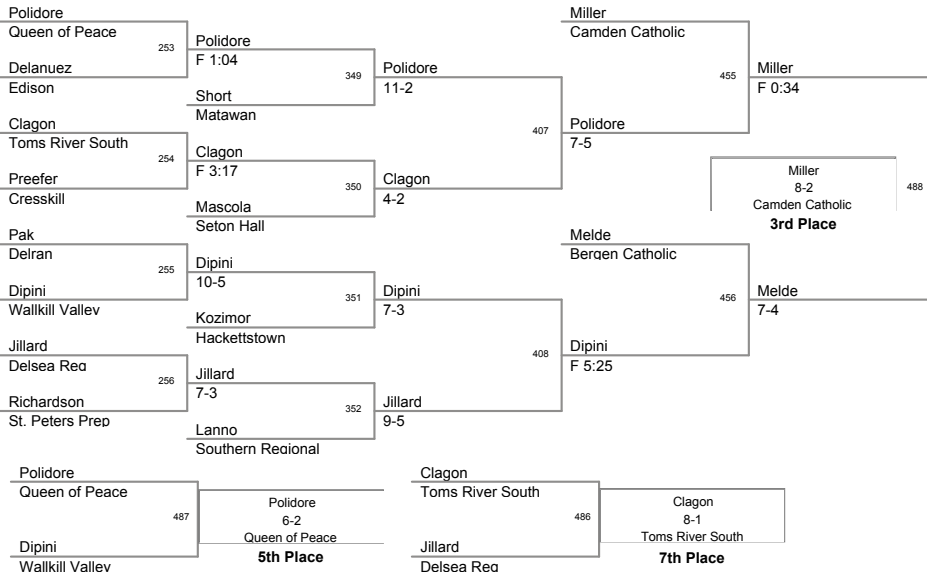 Polidore
Queen of Peace
253
Delanuez
Edison
Clagon
Toms River South
254
Preefer
Cresskill
Pak
Delran
255
Dipini
Wallkill Valley
Jillard
Delsea Reg
256
Richardson
St. Peters Prep
Polidore
F 1:04
349
Short
Matawan
Clagon
F 3:17
350
Mascola
Seton Hall
Dipini
10-5
351
Kozimor
Hackettstown
Jillard
7-3
352
Lanno
Southern Regional
Polidore
11-2
407
Clagon
4-2
Dipini
7-3
408
Jillard
9-5
Miller
Camden Catholic
455
Polidore
7-5
Melde
Bergen Catholic
456
Dipini
F 5:25
Miller
F 0:34
Miller
8-2
Camden Catholic
3rd Place
488
Melde
7-4
Polidore
Queen of Peace
487
Dipini
Wallkill Valley
Polidore
6-2
Queen of Peace
5th Place
Clagon
Toms River South
486
Jillard
Delsea Reg
Clagon
8-1
Toms River South
7th Place